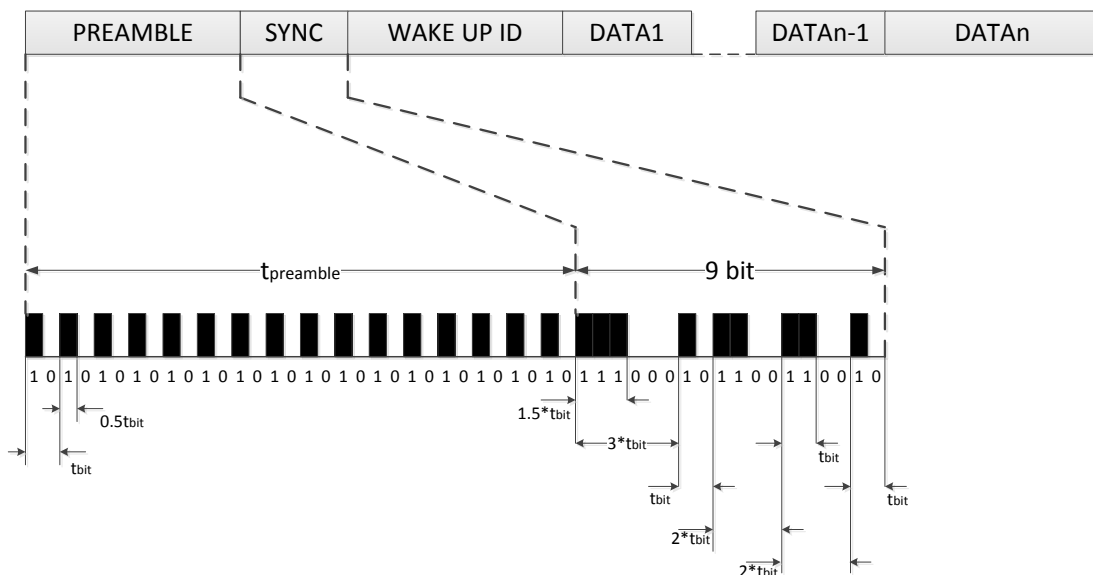 PREAMBLE SYNC WAKE UP ID DATA1 DATAn-1 DATAn
tpreamble 9 bit
1 0 1 0 1 0 1 0 1 0 1 0 1 0 1 0 1 0 1 0 1 0 1 0 1 0 1 0 1 0 1 0 1 1 1 0 0 0 1 0 1 1 0 0 1 1 0 0 1 0
0.5tbit 1.5*tbit
3*tbit
tbit tbit
tbit tbit
2*tbit
2*tbit